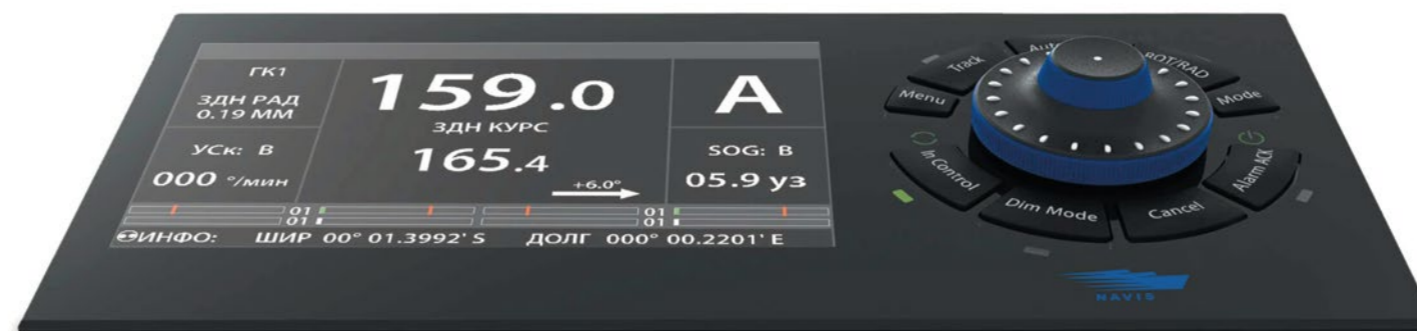 ГК1
ЗДН РАД
0.19 ММ
159.0
ЗДН КУРС
165.4
+6.0°
A
УСк: В
000 °/мин
SOG: В
05.9 уз
01
01
01
01
ИНФО: ШИР 00° 01.3992' S ДОЛГ 000° 00.2201' E
Menu
Track
ROT/RAD
Mode
In Control
Dim Mode
Cancel
Alarm ACK
NAVIS